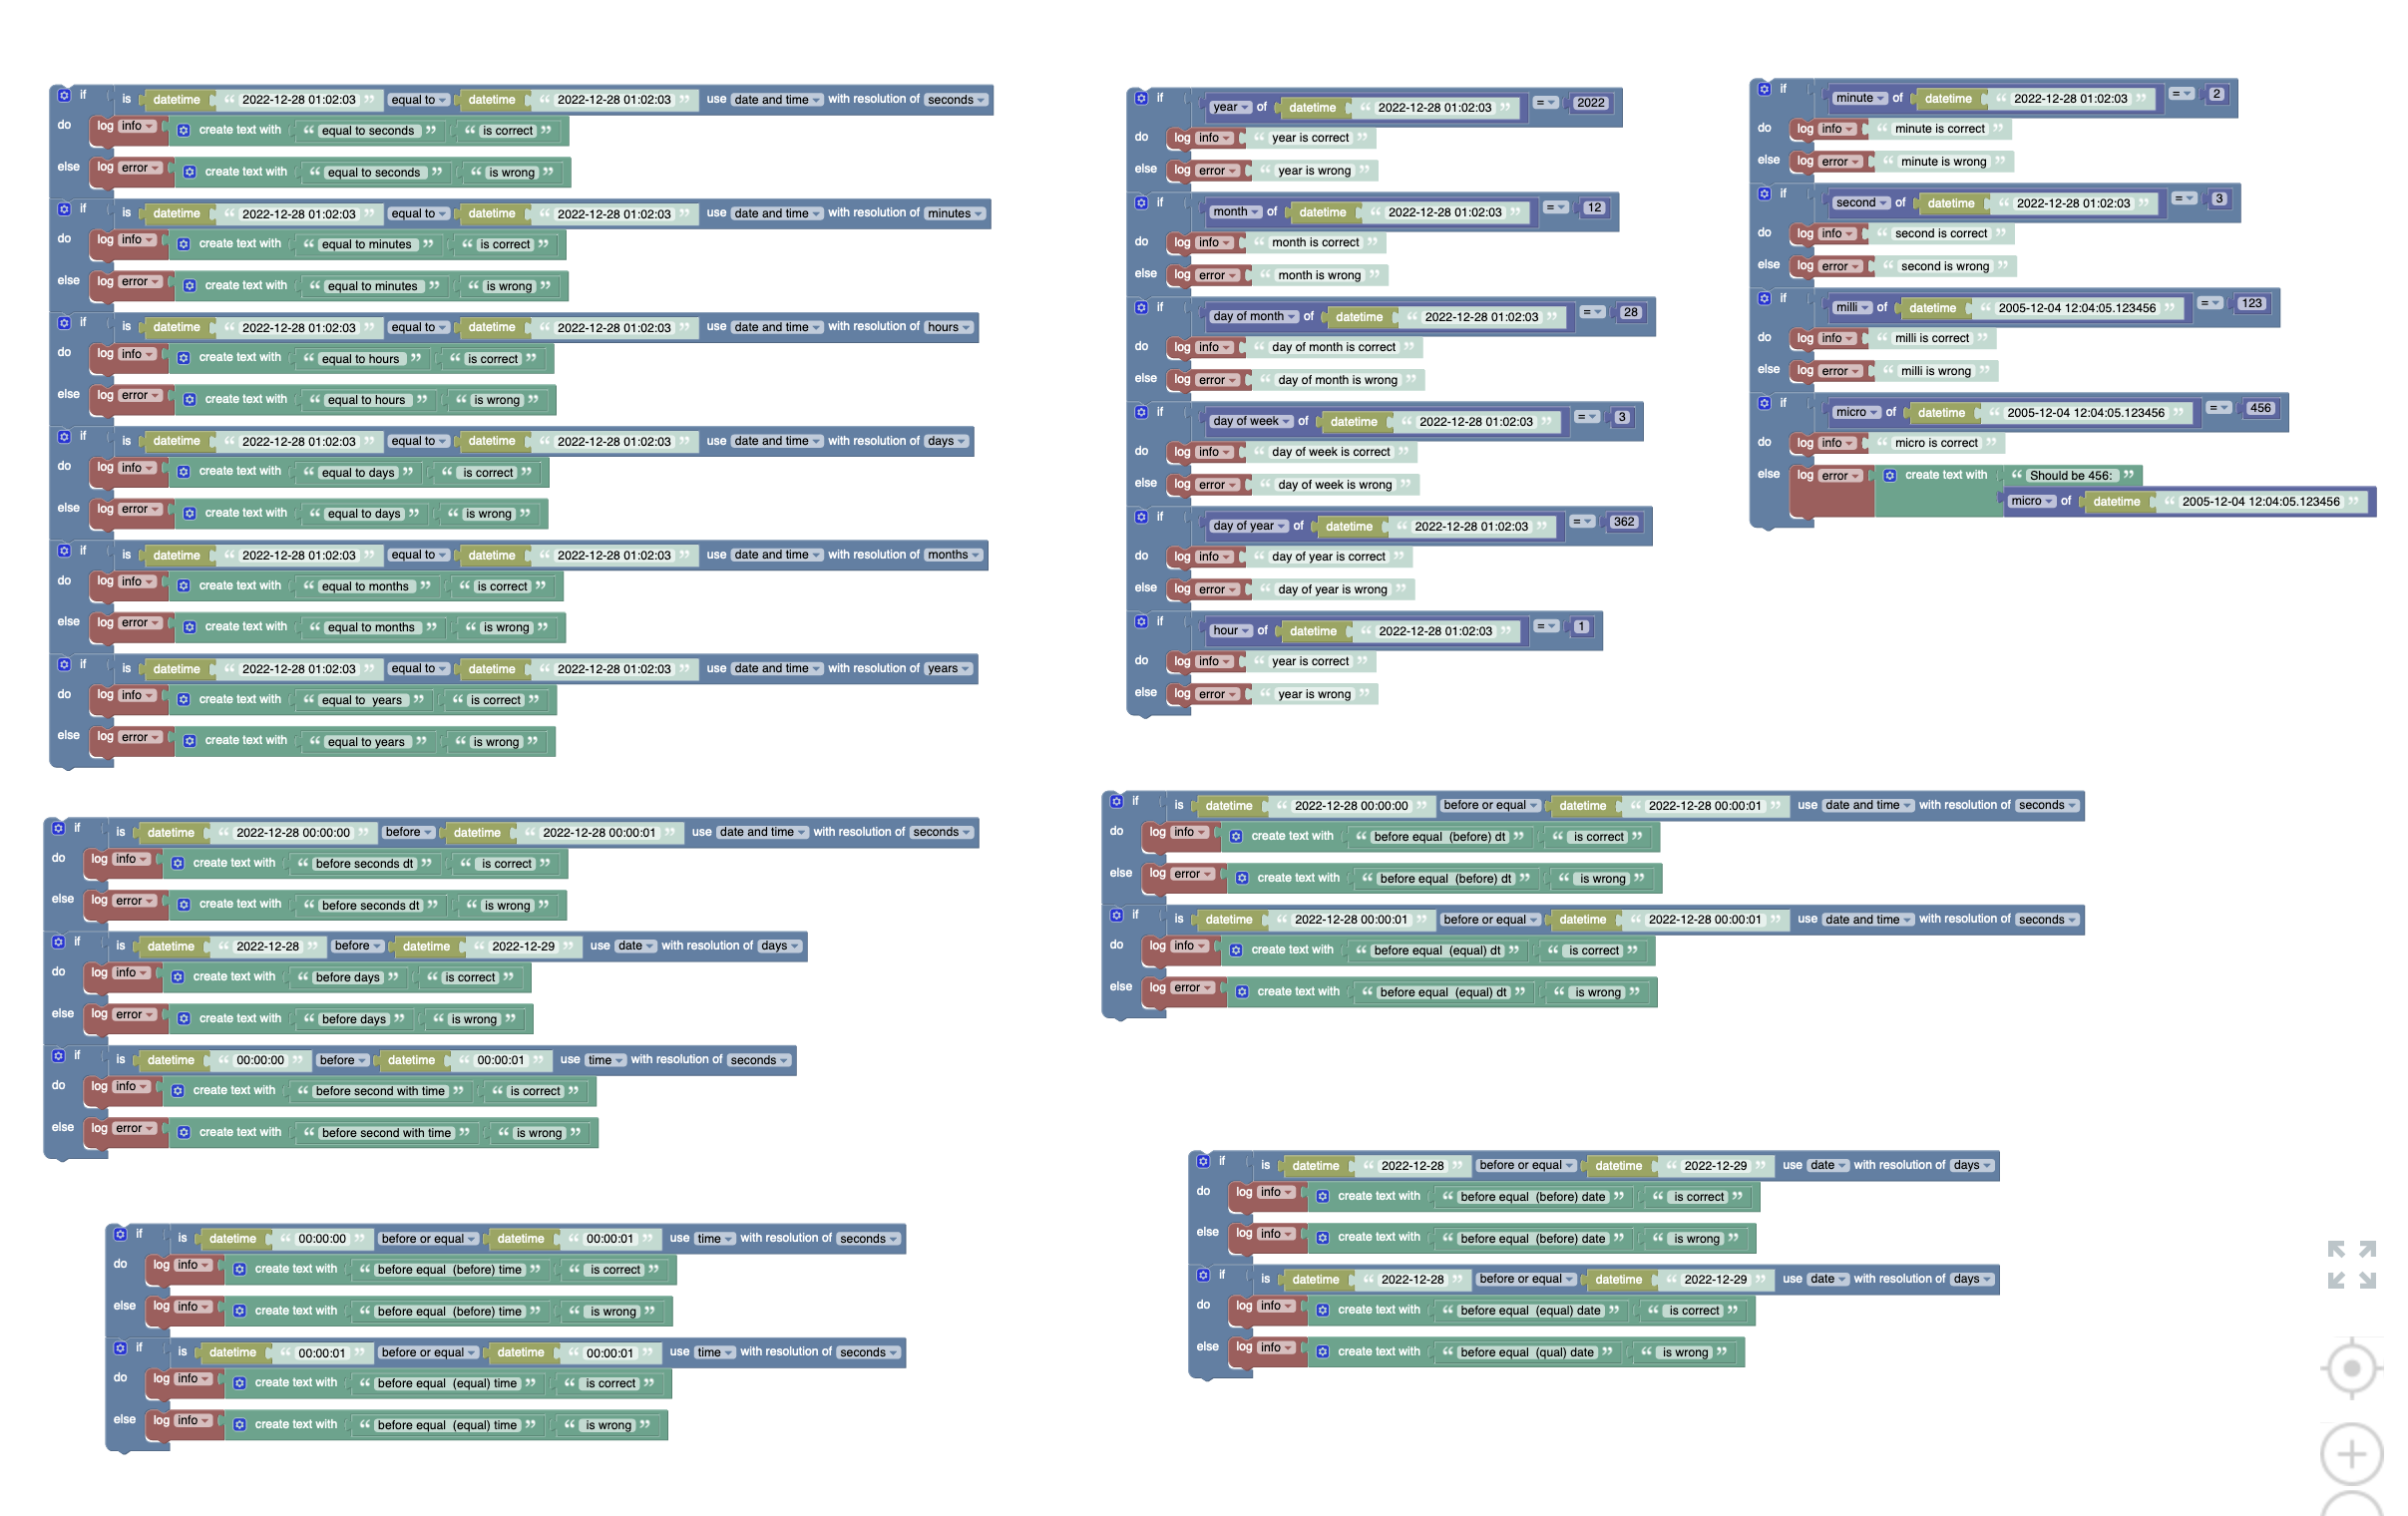 if is datetime “ 2022-12-28 01:02:03 ” equal to datetime “ 2022-12-28 01:02:03 ” use date and time with resolution of seconds
do log info create text with “ equal to seconds ” “ is correct ”
else log error create text with “ equal to seconds ” “ is wrong ”
if is datetime “ 2022-12-28 01:02:03 ” equal to datetime “ 2022-12-28 01:02:03 ” use date and time with resolution of minutes
do log info create text with “ equal to minutes ” “ is correct ”
else log error create text with “ equal to minutes ” “ is wrong ”
if is datetime “ 2022-12-28 01:02:03 ” equal to datetime “ 2022-12-28 01:02:03 ” use date and time with resolution of hours
do log info create text with “ equal to hours ” “ is correct ”
else log error create text with “ equal to hours ” “ is wrong ”
if is datetime “ 2022-12-28 01:02:03 ” equal to datetime “ 2022-12-28 01:02:03 ” use date and time with resolution of days
do log info create text with “ equal to days ” “ is correct ”
else log error create text with “ equal to days ” “ is wrong ”
if is datetime “ 2022-12-28 01:02:03 ” equal to datetime “ 2022-12-28 01:02:03 ” use date and time with resolution of months
do log info create text with “ equal to months ” “ is correct ”
else log error create text with “ equal to months ” “ is wrong ”
if is datetime “ 2022-12-28 01:02:03 ” equal to datetime “ 2022-12-28 01:02:03 ” use date and time with resolution of years
do log info create text with “ equal to  years ” “ is correct ”
else log error create text with “ equal to years ” “ is wrong ”
if year of datetime “ 2022-12-28 01:02:03 ” = 2022
do log info “ year is correct ”
else log error “ year is wrong ”
if month of datetime “ 2022-12-28 01:02:03 ” = 12
do log info “ month is correct ”
else log error “ month is wrong ”
if day of month of datetime “ 2022-12-28 01:02:03 ” = 28
do log info “ day of month is correct ”
else log error “ day of month is wrong ”
if day of week of datetime “ 2022-12-28 01:02:03 ” = 3
do log info “ day of week is correct ”
else log error “ day of week is wrong ”
if day of year of datetime “ 2022-12-28 01:02:03 ” = 362
do log info “ day of year is correct ”
else log error “ day of year is wrong ”
if hour of datetime “ 2022-12-28 01:02:03 ” = 1
do log info “ year is correct ”
else log error “ year is wrong ”
if minute of datetime “ 2022-12-28 01:02:03 ” = 2
do log info “ minute is correct ”
else log error “ minute is wrong ”
if second of datetime “ 2022-12-28 01:02:03 ” = 3
do log info “ second is correct ”
else log error “ second is wrong ”
if milli of datetime “ 2005-12-04 12:04:05.123456 ” = 123
do log info “ milli is correct ”
else log error “ milli is wrong ”
if micro of datetime “ 2005-12-04 12:04:05.123456 ” = 456
do log info “ micro is correct ”
else log error create text with “ Should be 456: ”
micro of datetime “ 2005-12-04 12:04:05.123456 ”
if is datetime “ 2022-12-28 00:00:00 ” before datetime “ 2022-12-28 00:00:01 ” use date and time with resolution of seconds
do log info create text with “ before seconds dt ” “ is correct ”
else log error create text with “ before seconds dt ” “ is wrong ”
if is datetime “ 2022-12-28 ” before datetime “ 2022-12-29 ” use date with resolution of days
do log info create text with “ before days ” “ is correct ”
else log error create text with “ before days ” “ is wrong ”
if is datetime “ 00:00:00 ” before datetime “ 00:00:01 ” use time with resolution of seconds
do log info create text with “ before second with time ” “ is correct ”
else log error create text with “ before second with time ” “ is wrong ”
if is datetime “ 2022-12-28 00:00:00 ” before or equal datetime “ 2022-12-28 00:00:01 ” use date and time with resolution of seconds
do log info create text with “ before equal  (before) dt ” “ is correct ”
else log error create text with “ before equal  (before) dt ” “ is wrong ”
if is datetime “ 2022-12-28 00:00:01 ” before or equal datetime “ 2022-12-28 00:00:01 ” use date and time with resolution of seconds
do log info create text with “ before equal  (equal) dt ” “ is correct ”
else log error create text with “ before equal  (equal) dt ” “ is wrong ”
if is datetime “ 00:00:00 ” before or equal datetime “ 00:00:01 ” use time with resolution of seconds
do log info create text with “ before equal  (before) time ” “ is correct ”
else log info create text with “ before equal  (before) time ” “ is wrong ”
if is datetime “ 00:00:01 ” before or equal datetime “ 00:00:01 ” use time with resolution of seconds
do log info create text with “ before equal  (equal) time ” “ is correct ”
else log info create text with “ before equal  (equal) time ” “ is wrong ”
if is datetime “ 2022-12-28 ” before or equal datetime “ 2022-12-29 ” use date with resolution of days
do log info create text with “ before equal  (before) date ” “ is correct ”
else log info create text with “ before equal  (before) date ” “ is wrong ”
if is datetime “ 2022-12-28 ” before or equal datetime “ 2022-12-29 ” use date with resolution of days
do log info create text with “ before equal  (equal) date ” “ is correct ”
else log info create text with “ before equal  (qual) date ” “ is wrong ”